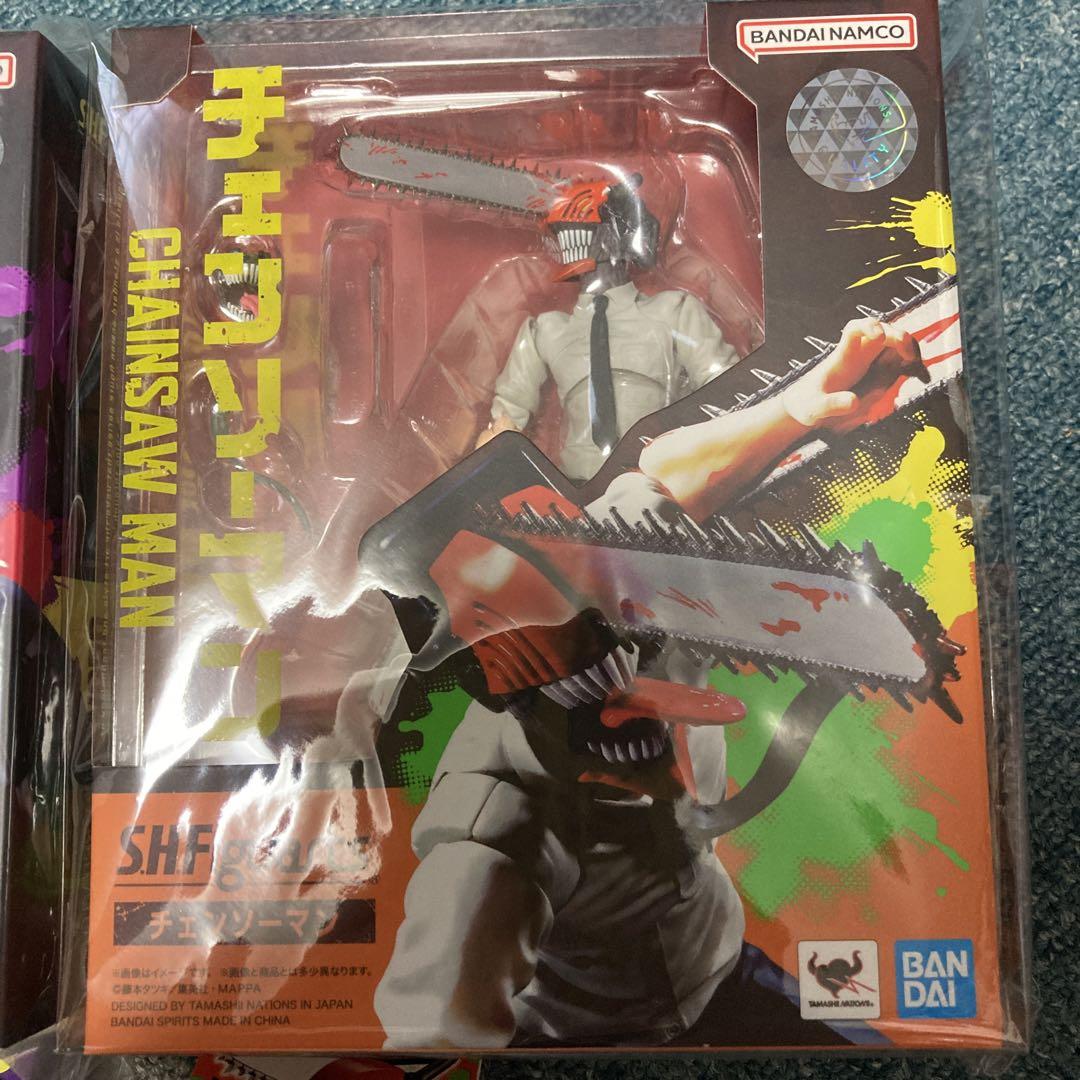 BANDAI NAMCO
チェンソーマン
CHAINSAW MAN
S.H.Figuarts
チェンソーマン
※画像はイメージです。 ※画像と商品とは多少異なります。
©藤本タツキ／集英社・MAPPA
DESIGNED BY TAMASHII NATIONS IN JAPAN
BANDAI SPIRITS MADE IN CHINA
TAMASHII NATIONS
BAN
DAI